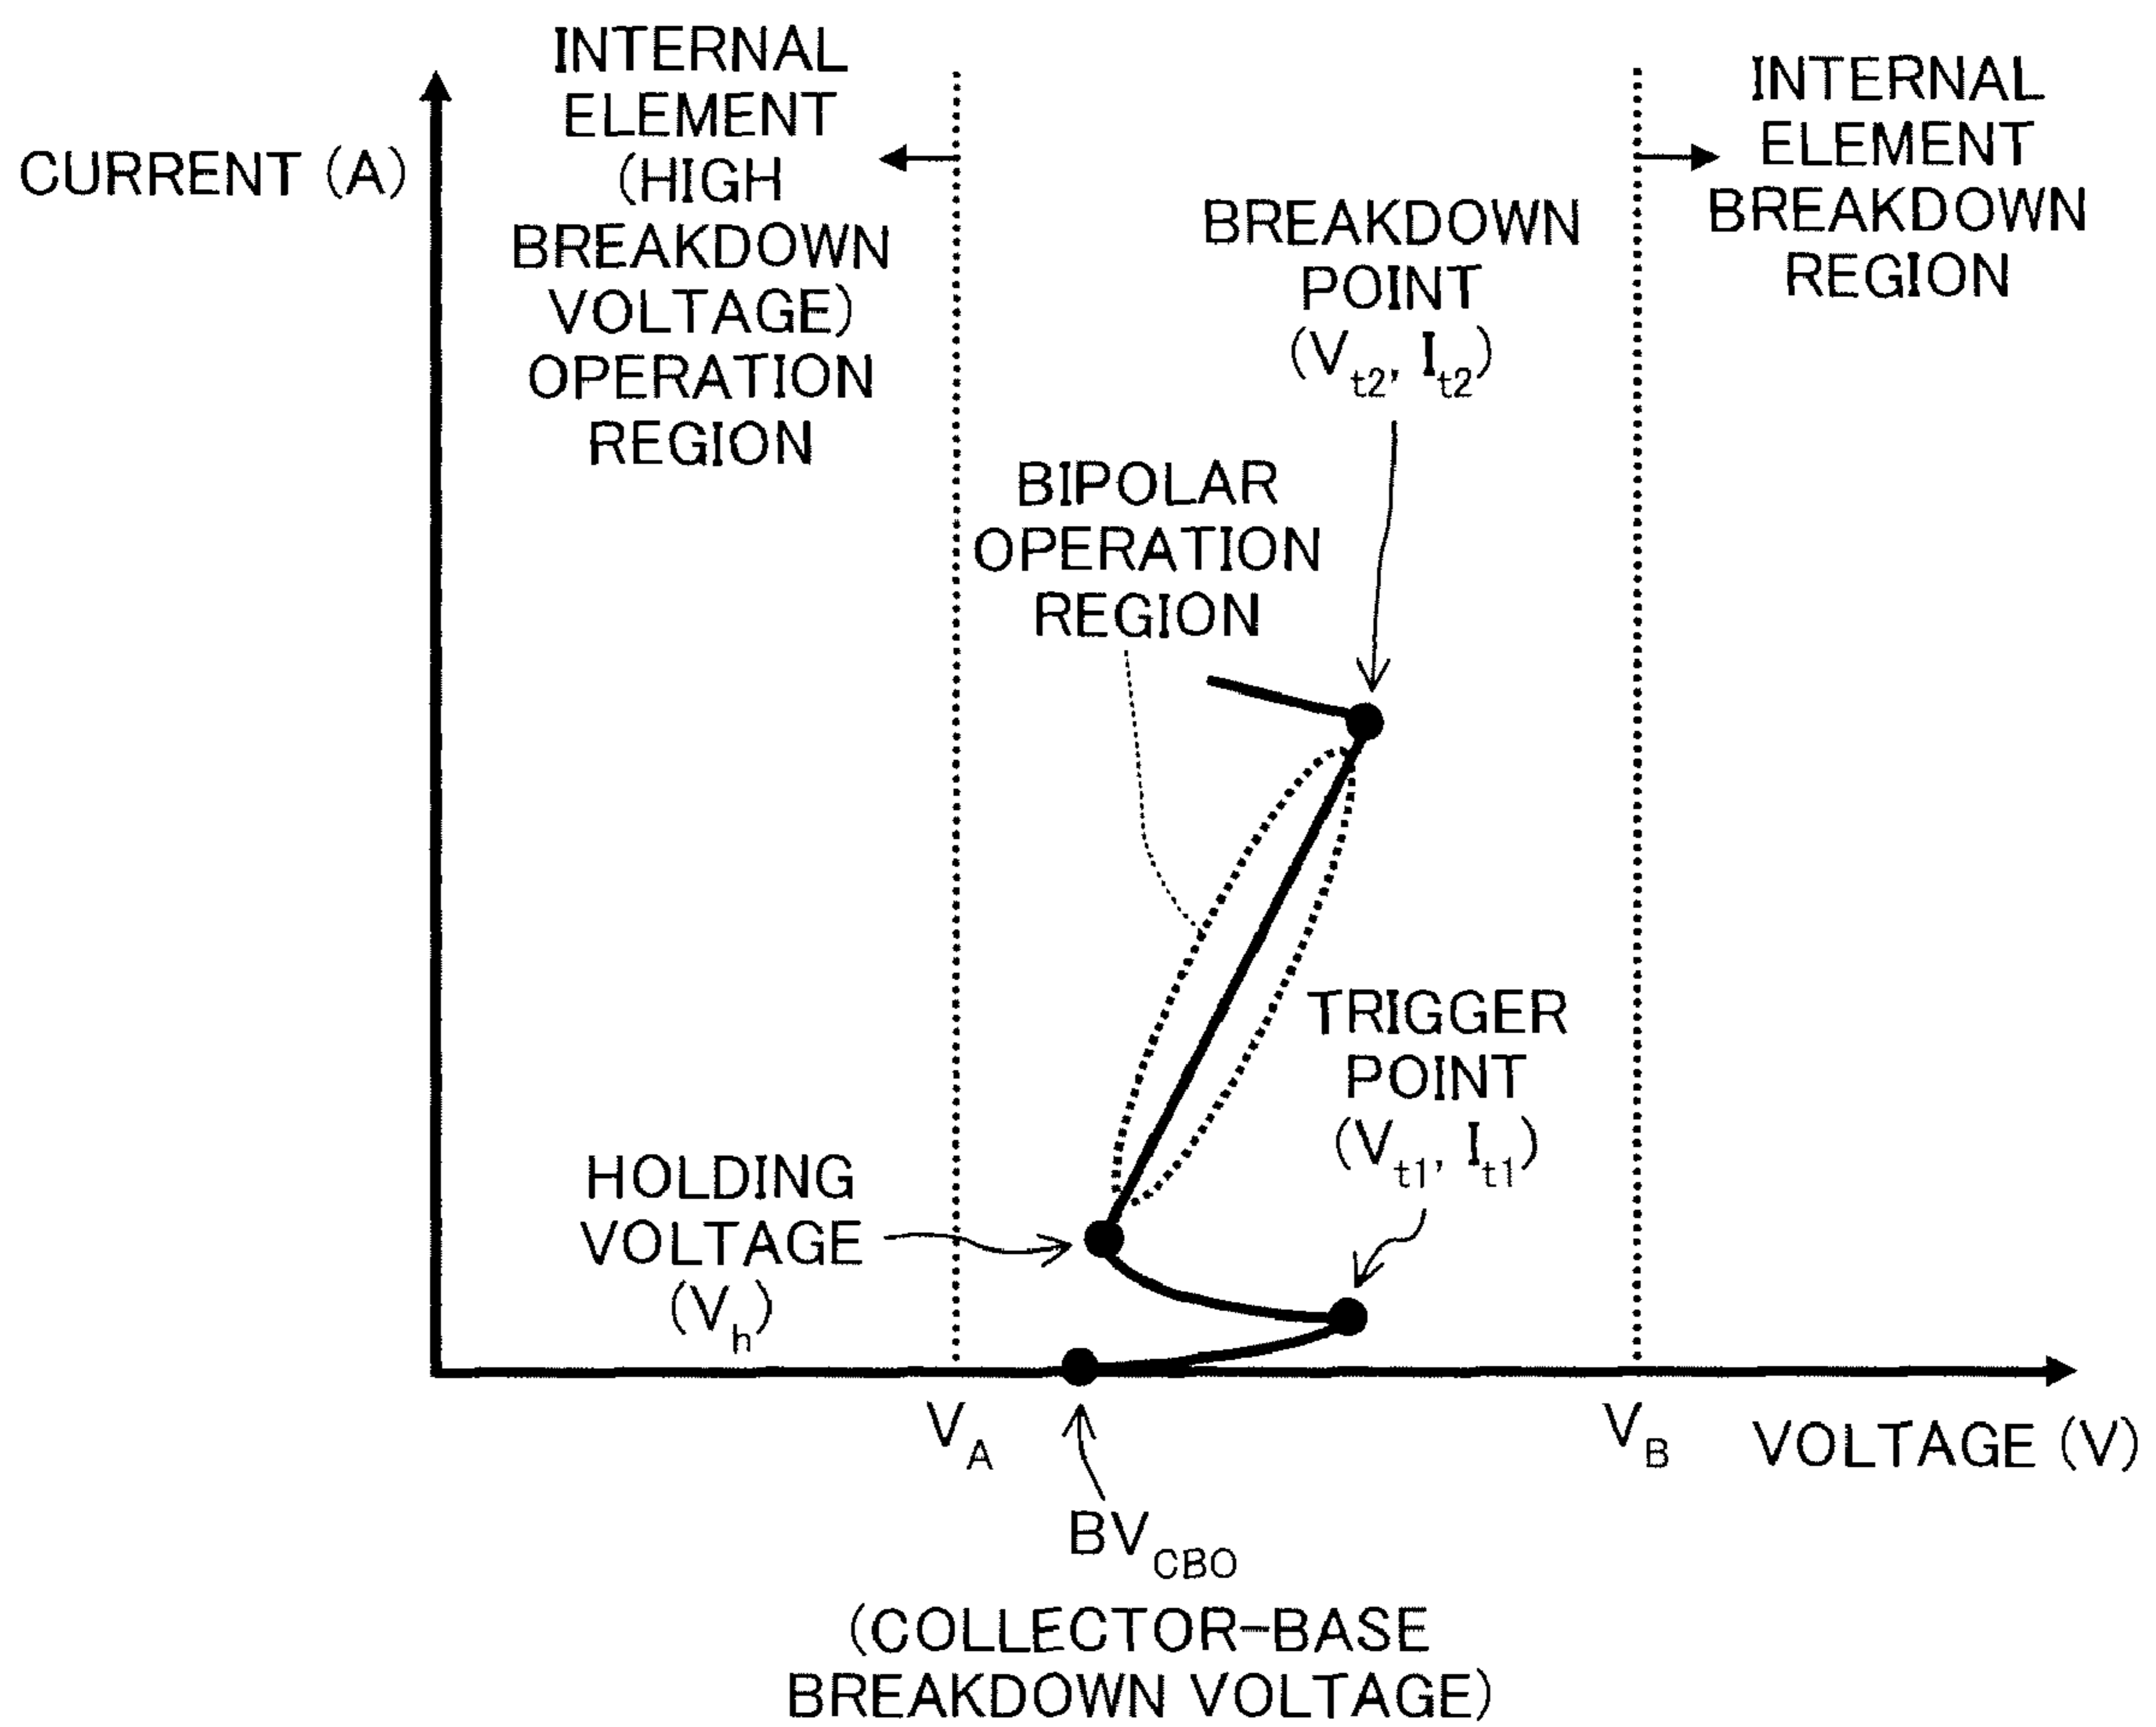 INTERNAL
ELEMENT
(HIGH
BREAKDOWN
VOLTAGE)
OPERATION
REGION
INTERNAL
ELEMENT
BREAKDOWN
REGION
CURRENT (A)
BREAKDOWN
POINT
(Vt2, It2)
BIPOLAR
OPERATION
REGION
TRIGGER
POINT
(Vt1, It1)
HOLDING
VOLTAGE
(Vh)
VA
VB
VOLTAGE (V)
BVCBO
(COLLECTOR-BASE
BREAKDOWN VOLTAGE)